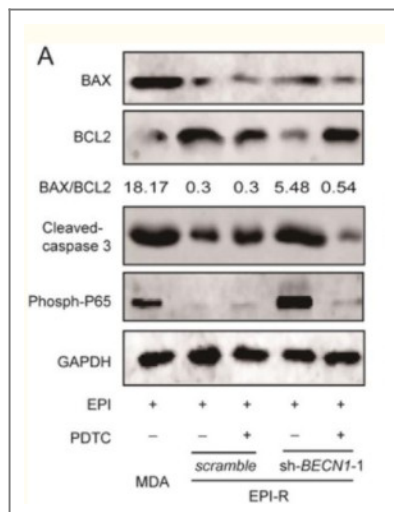 A
BAX
BCL2
BAX/BCL2 18.17 0.3 0.3 5.48 0.54
Cleaved-
caspase 3
Phosph-P65
GAPDH
EPI + + + + +
PDTC – – + – +
scramble sh-BECN1-1
MDA EPI-R